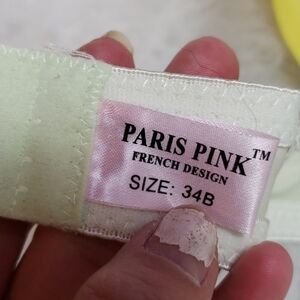 PARIS PINK™
FRENCH DESIGN
SIZE: 34B